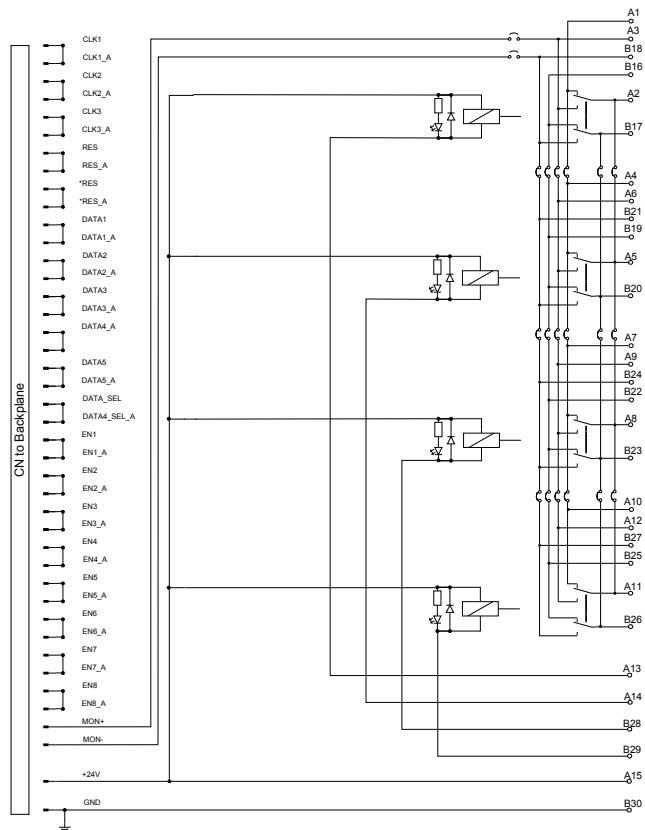 CN to Backplane
CLK1
CLK1_A
CLK2
CLK2_A
CLK3
CLK3_A
RES
RES_A
*RES
*RES_A
DATA1
DATA1_A
DATA2
DATA2_A
DATA3
DATA3_A
DATA4_A
DATA5
DATA5_A
DATA_SEL
DATA4_SEL_A
EN1
EN1_A
EN2
EN2_A
EN3
EN3_A
EN4
EN4_A
EN5
EN5_A
EN6
EN6_A
EN7
EN7_A
EN8
EN8_A
MON+
MON-
+24V
GND
A1
A3
B18
B16
A2
B17
A4
A6
B21
B19
A5
B20
A7
A9
B24
B22
A8
B23
A10
A12
B27
B25
A11
B26
A13
A14
B28
B29
A15
B30